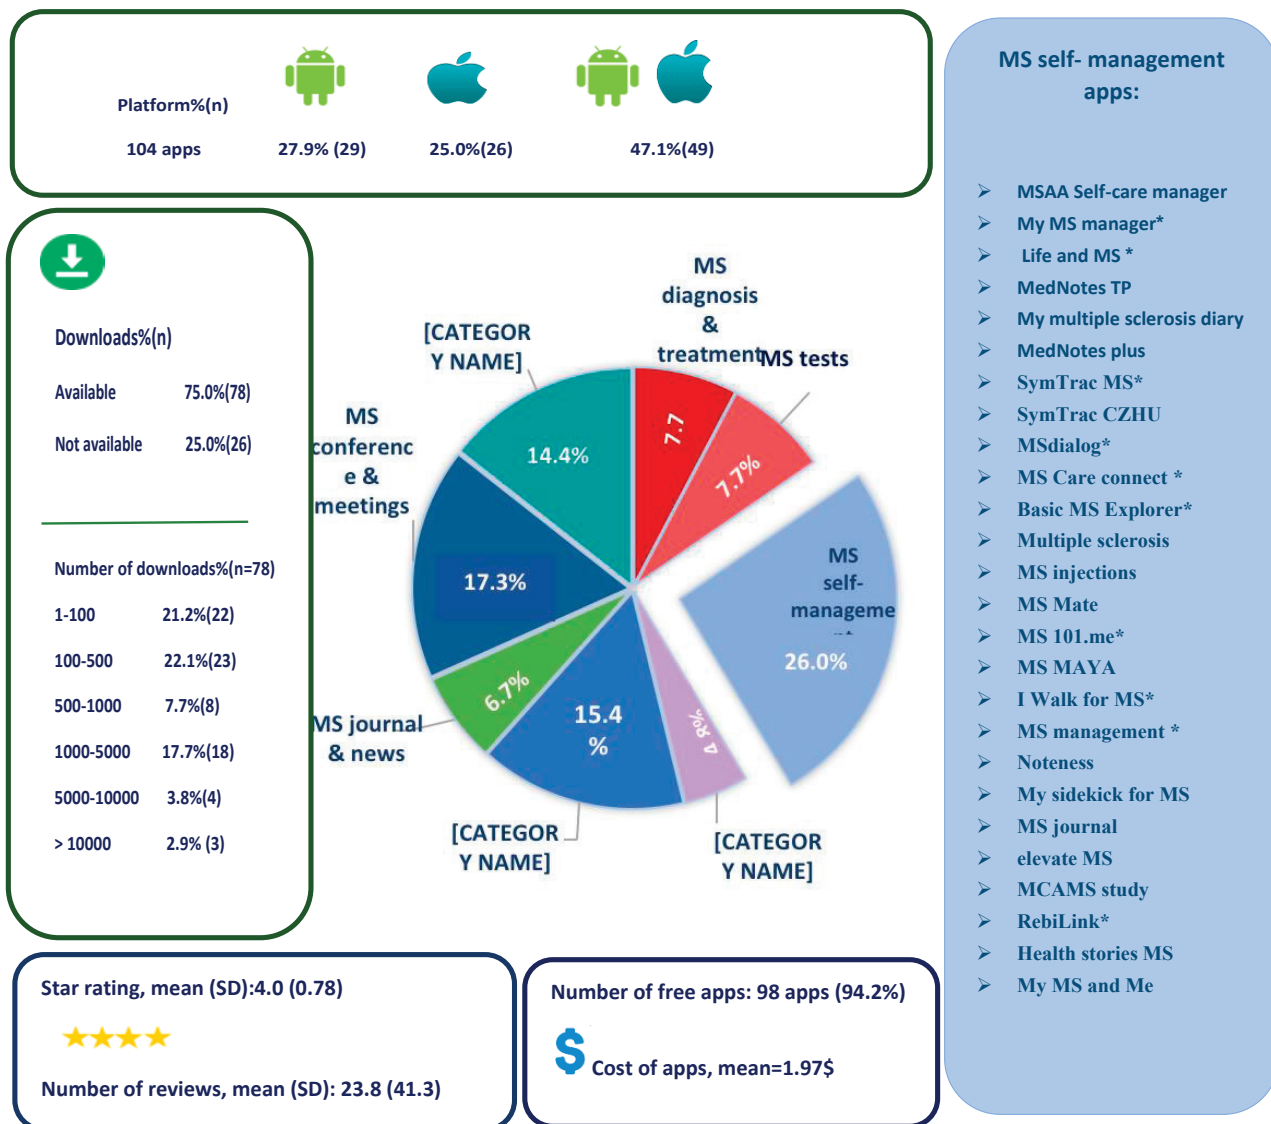 Platform%(n)
104 apps
27.9% (29)
25.0%(26)
47.1%(49)
Downloads%(n)
Available 75.0%(78)
Not available 25.0%(26)
Number of downloads%(n=78)
1-100 21.2%(22)
100-500 22.1%(23)
500-1000 7.7%(8)
1000-5000 17.7%(18)
5000-10000 3.8%(4)
> 10000 2.9% (3)
MS
diagnosis
&
treatment
MS tests
[CATEGOR
Y NAME]
MS
conferenc
e &
meetings
MS journal
& news
[CATEGOR
Y NAME]
[CATEGOR
Y NAME]
7.7
7.7%
MS
self-
manageme
26.0%
15.4
%
6.7%
17.3%
14.4%
Star rating, mean (SD):4.0 (0.78)
Number of reviews, mean (SD): 23.8 (41.3)
Number of free apps: 98 apps (94.2%)
$
Cost of apps, mean=1.97$
MS self- management
apps:
➢ MSAA Self-care manager
➢ My MS manager*
➢ Life and MS *
➢ MedNotes TP
➢ My multiple sclerosis diary
➢ MedNotes plus
➢ SymTrac MS*
➢ SymTrac CZHU
➢ MSdialog*
➢ MS Care connect *
➢ Basic MS Explorer*
➢ Multiple sclerosis
➢ MS injections
➢ MS Mate
➢ MS 101.me*
➢ MS MAYA
➢ I Walk for MS*
➢ MS management *
➢ Noteness
➢ My sidekick for MS
➢ MS journal
➢ elevate MS
➢ MCAMS study
➢ RebiLink*
➢ Health stories MS
➢ My MS and Me